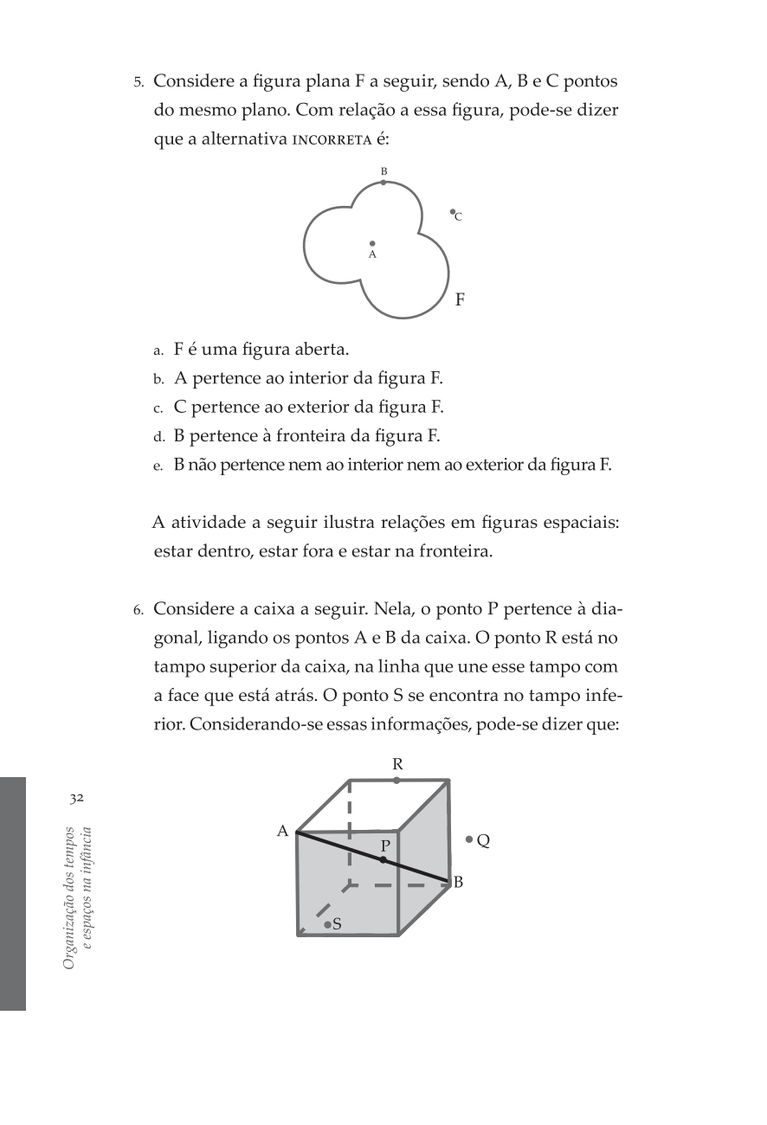 5. Considere a figura plana F a seguir, sendo A, B e C pontos
do mesmo plano. Com relação a essa figura, pode-se dizer
que a alternativa INCORRETA é:
B
C
A
F
a. F é uma figura aberta.
b. A pertence ao interior da figura F.
c. C pertence ao exterior da figura F.
d. B pertence à fronteira da figura F.
e. B não pertence nem ao interior nem ao exterior da figura F.
A atividade a seguir ilustra relações em figuras espaciais:
estar dentro, estar fora e estar na fronteira.
6. Considere a caixa a seguir. Nela, o ponto P pertence à dia-
gonal, ligando os pontos A e B da caixa. O ponto R está no
tampo superior da caixa, na linha que une esse tampo com
a face que está atrás. O ponto S se encontra no tampo infe-
rior. Considerando-se essas informações, pode-se dizer que:
R
A
P
Q
B
S
32
Organização dos tempos
e espaços na infância